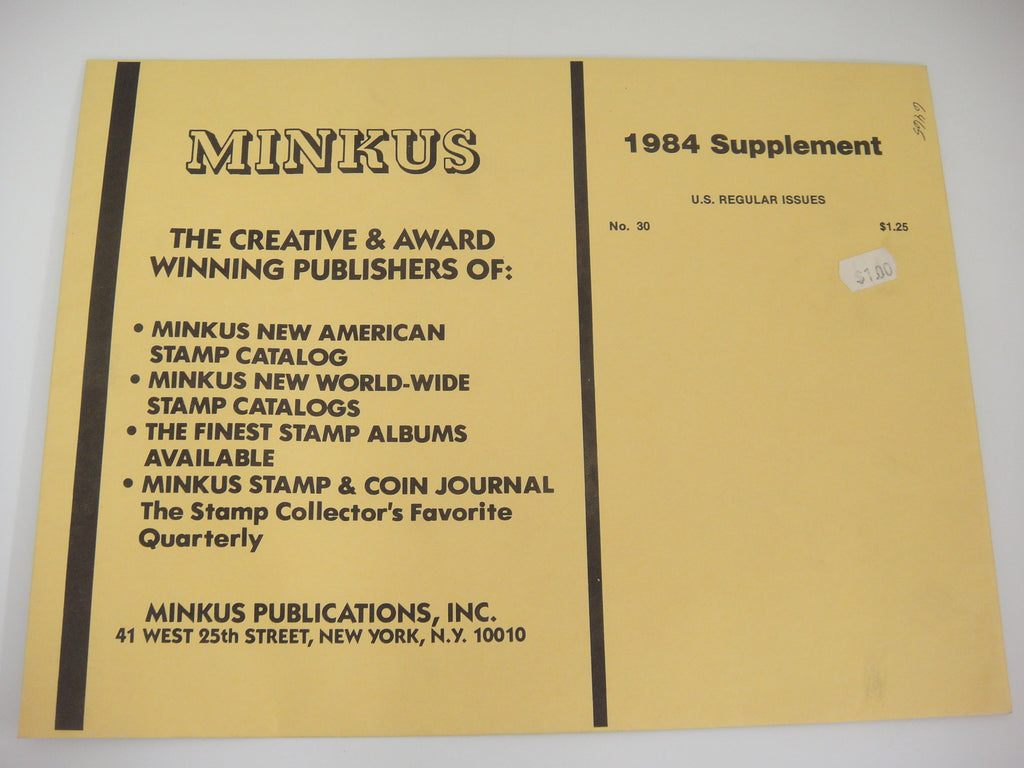 MINKUS
THE CREATIVE & AWARD
WINNING PUBLISHERS OF:
• MINKUS NEW AMERICAN
STAMP CATALOG
• MINKUS NEW WORLD-WIDE
STAMP CATALOGS
• THE FINEST STAMP ALBUMS
AVAILABLE
• MINKUS STAMP & COIN JOURNAL
The Stamp Collector's Favorite
Quarterly
MINKUS PUBLICATIONS, INC.
41 WEST 25th STREET, NEW YORK, N.Y. 10010
1984 Supplement
U.S. REGULAR ISSUES
No. 30 $1.25
$1.00